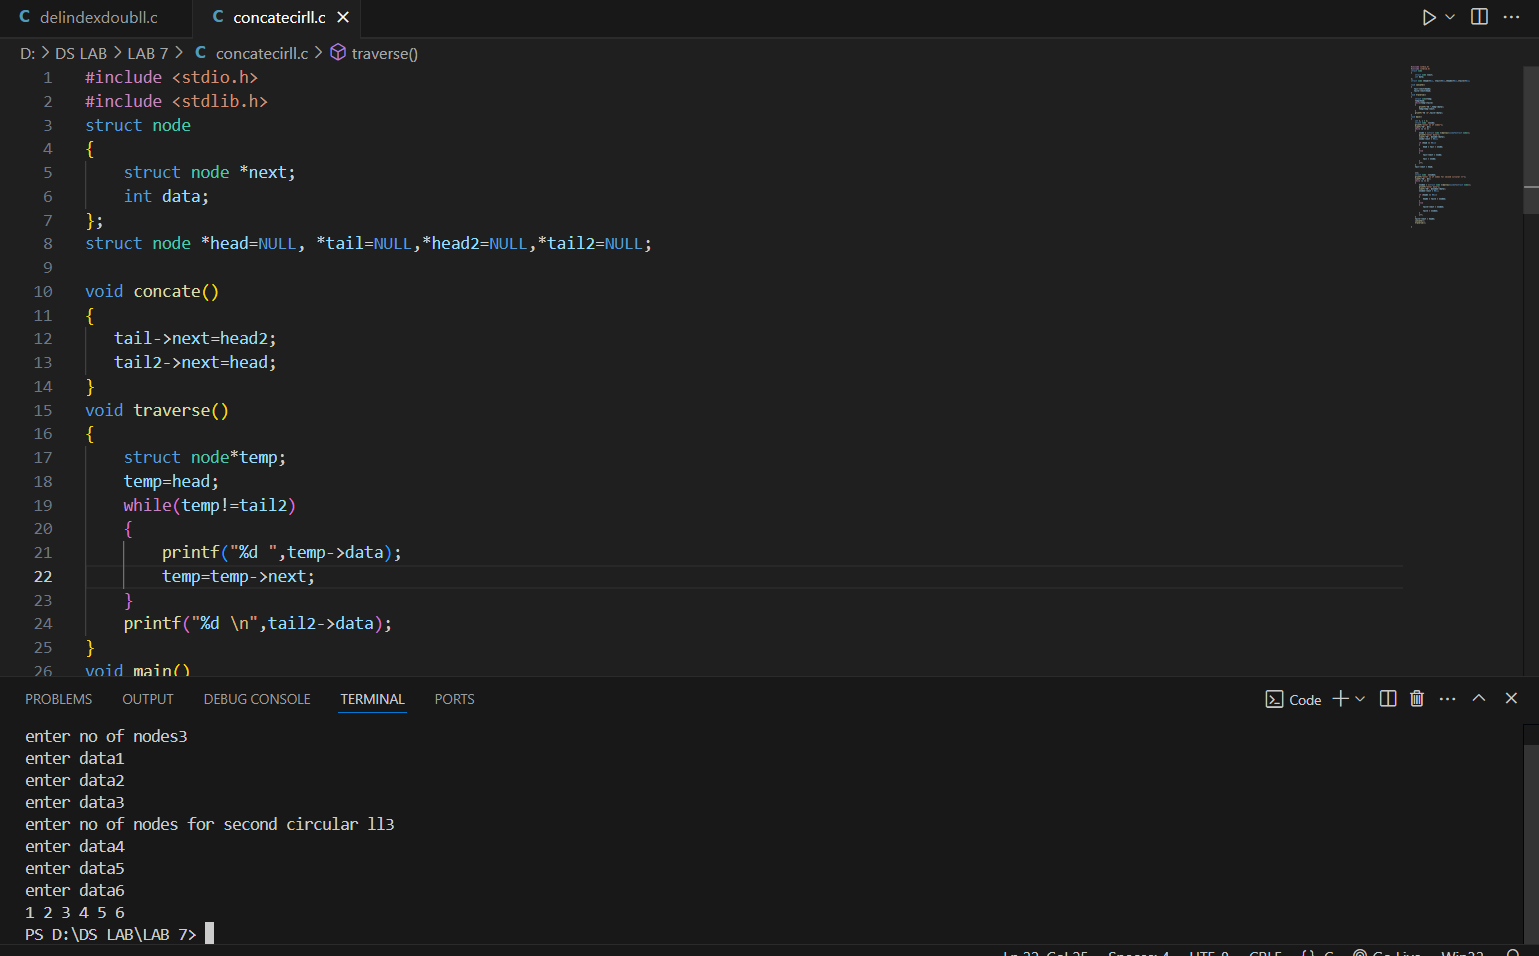 delindexdoubll.c
concatecirll.c
D: > DS LAB > LAB 7 > concatecirll.c > traverse()
1 #include <stdio.h>
2 #include <stdlib.h>
3 struct node
4 {
5 struct node *next;
6 int data;
7 };
8 struct node *head=NULL, *tail=NULL,*head2=NULL,*tail2=NULL;
9
10 void concate()
11 {
12 tail->next=head2;
13 tail2->next=head;
14 }
15 void traverse()
16 {
17 struct node*temp;
18 temp=head;
19 while(temp!=tail2)
20 {
21 printf("%d ",temp->data);
22 temp=temp->next;
23 }
24 printf("%d \n",tail2->data);
25 }
26 void main()
PROBLEMS OUTPUT DEBUG CONSOLE TERMINAL PORTS Code
enter no of nodes3
enter data1
enter data2
enter data3
enter no of nodes for second circular ll3
enter data4
enter data5
enter data6
1 2 3 4 5 6
PS D:\DS LAB\LAB 7>